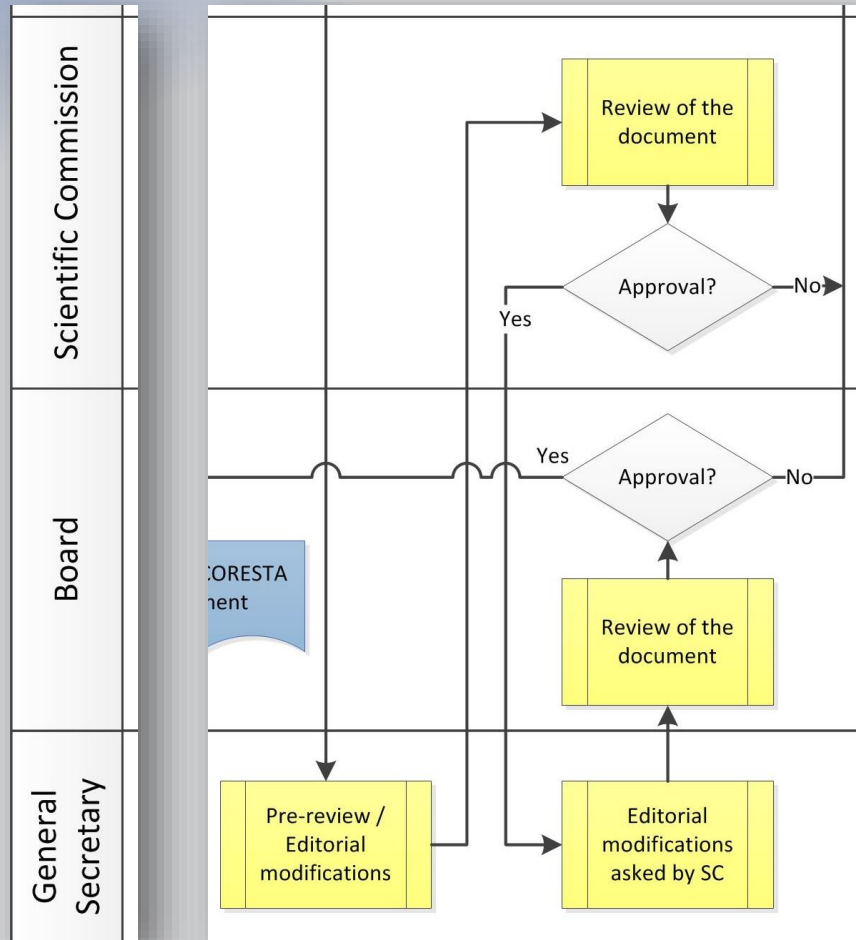 Scientific Commission
Review of the
document
Approval?
No
Yes
Board
Yes
Approval?
No
CORESTA
Review of the
document
General
Secretary
Pre-review /
Editorial
modifications
Editorial
modifications
asked by SC